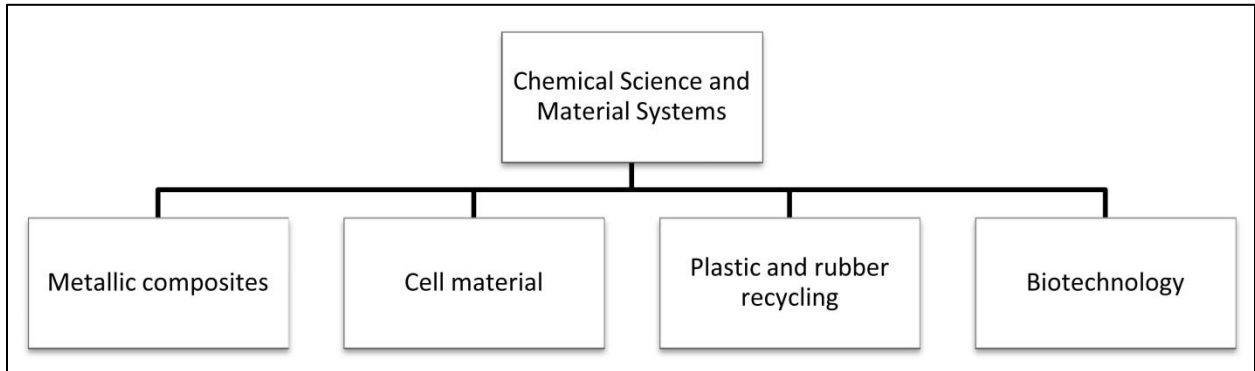 Chemical Science and
Material Systems
Metallic composites
Cell material
Plastic and rubber
recycling
Biotechnology